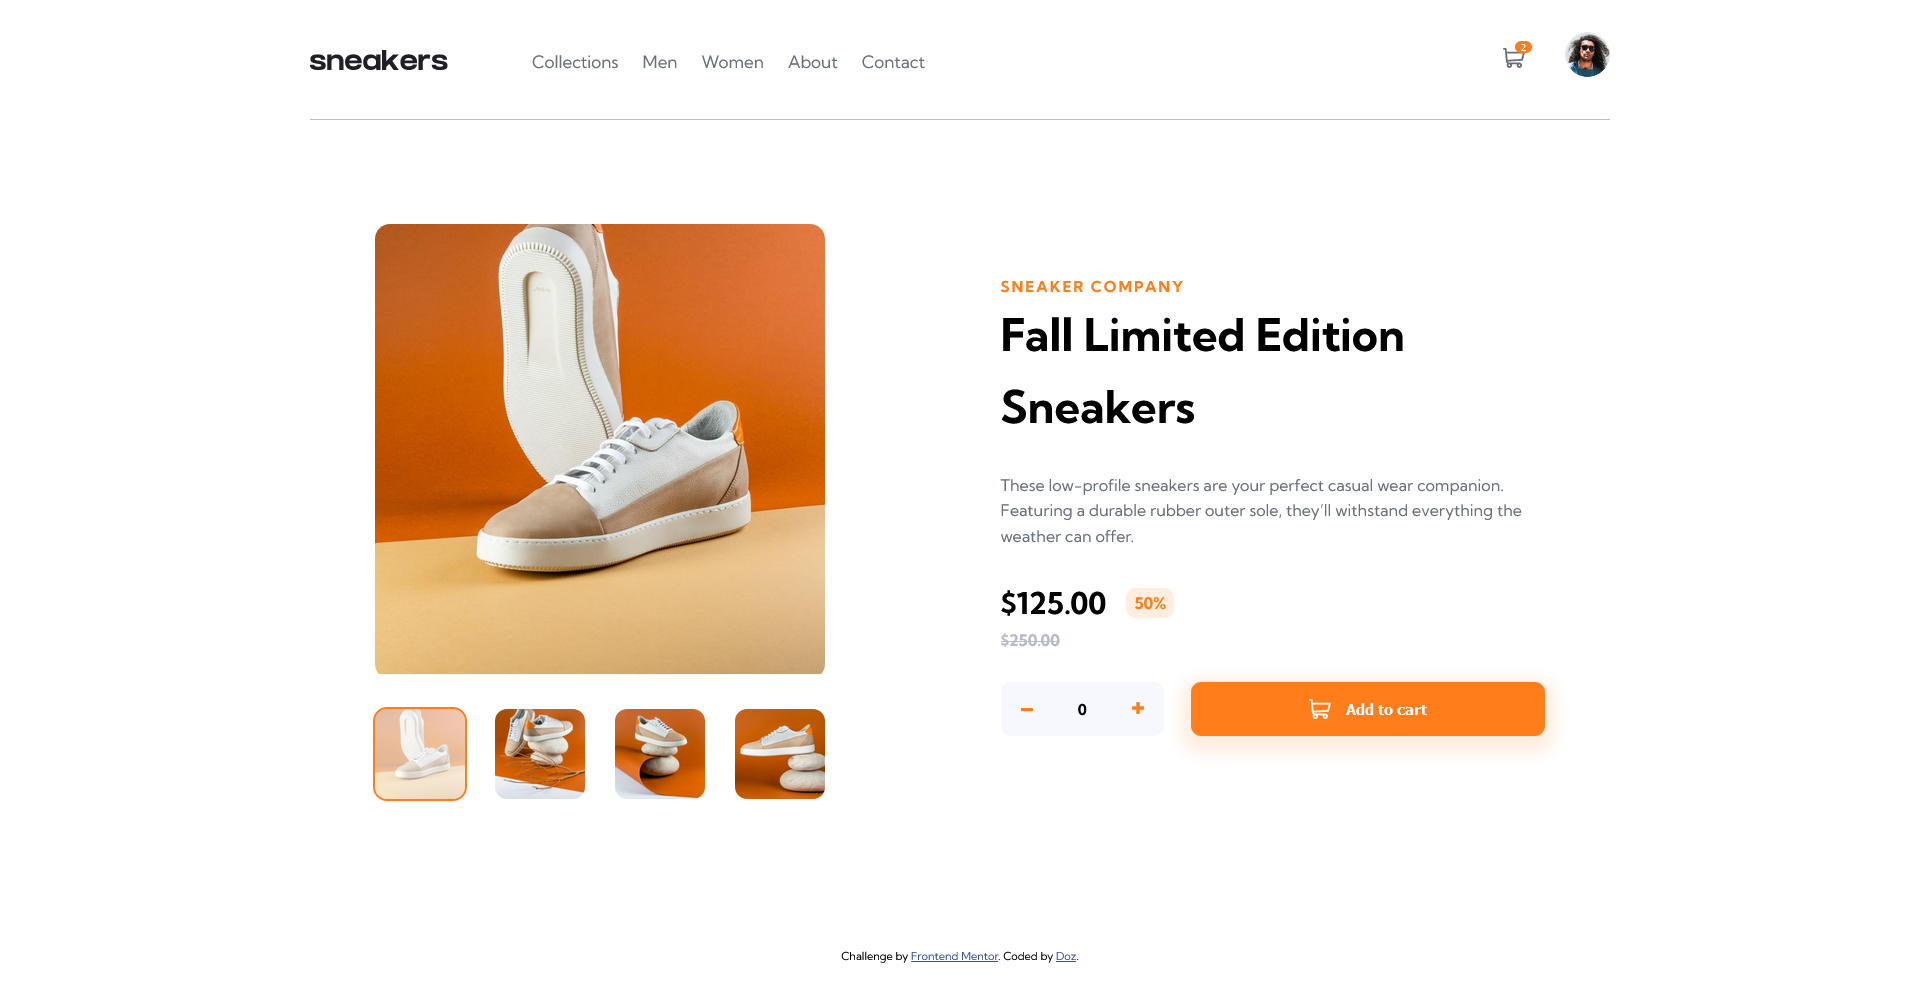 sneakers
Collections Men Women About Contact
2
SNEAKER COMPANY
Fall Limited Edition
Sneakers
These low-profile sneakers are your perfect casual wear companion.
Featuring a durable rubber outer sole, they’ll withstand everything the
weather can offer.
$125.00 50%
$250.00
0
Add to cart
Challenge by Frontend Mentor. Coded by Doz.